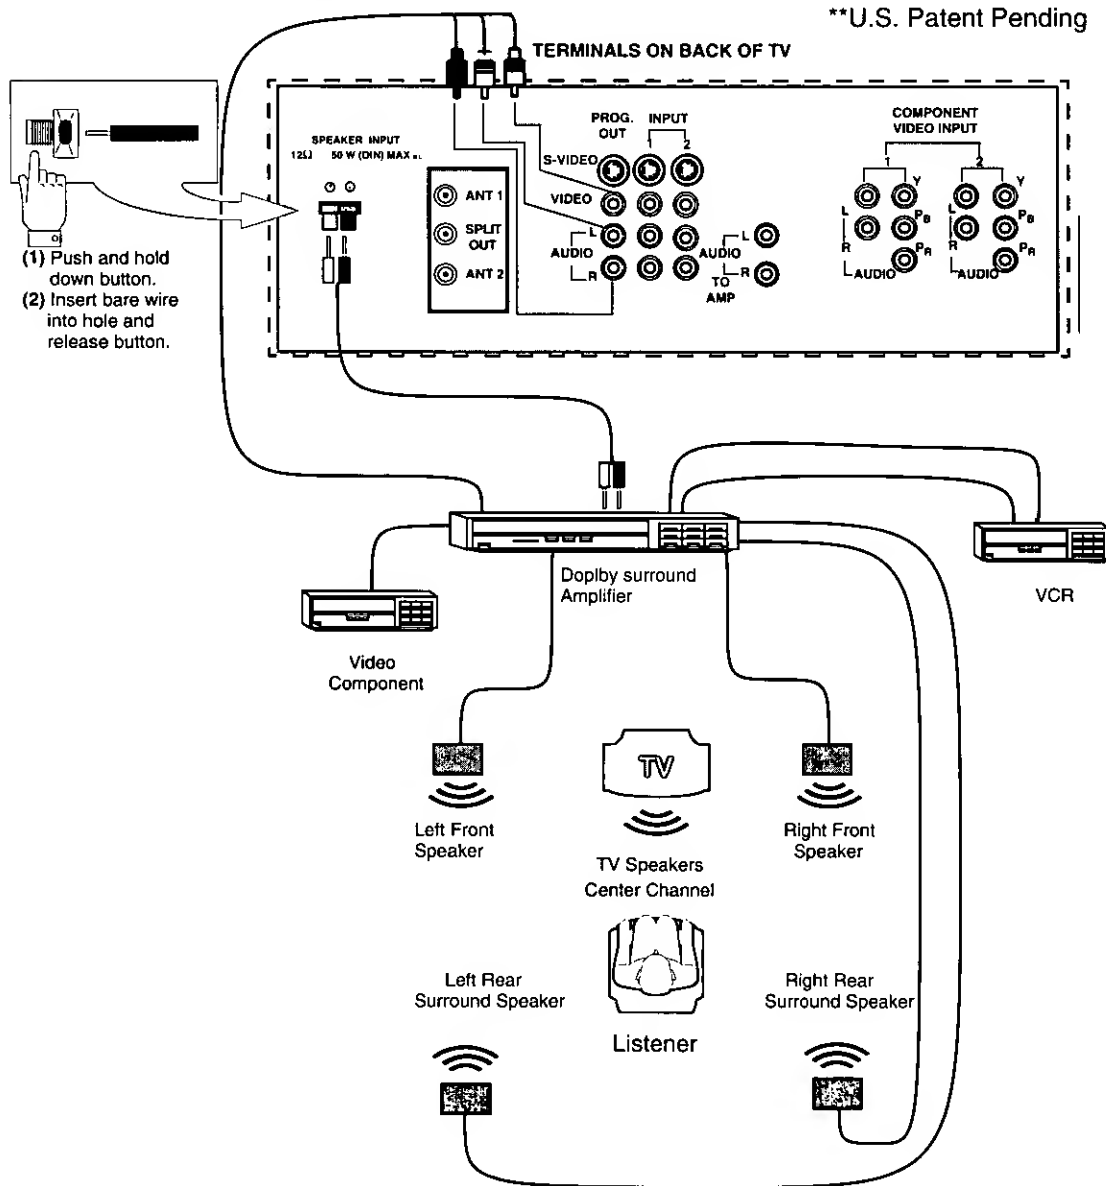 **U.S. Patent Pending
TERMINALS ON BACK OF TV
SPEAKER INPUT
12Ω 50 W (DIN) MAX
ANT 1
SPLIT
OUT
ANT 2
PROG.
OUT
INPUT
1 2
S-VIDEO
VIDEO
L
AUDIO
R
L
AUDIO
R
TO
AMP
COMPONENT
VIDEO INPUT
1 2
Y
L
PB
R
PR
AUDIO
Y
L
PB
R
PR
AUDIO
(1) Push and hold
down button.
(2) Insert bare wire
into hole and
release button.
Doplby surround
Amplifier
VCR
Video
Component
TV
Left Front
Speaker
Right Front
Speaker
TV Speakers
Center Channel
Left Rear
Surround Speaker
Right Rear
Surround Speaker
Listener